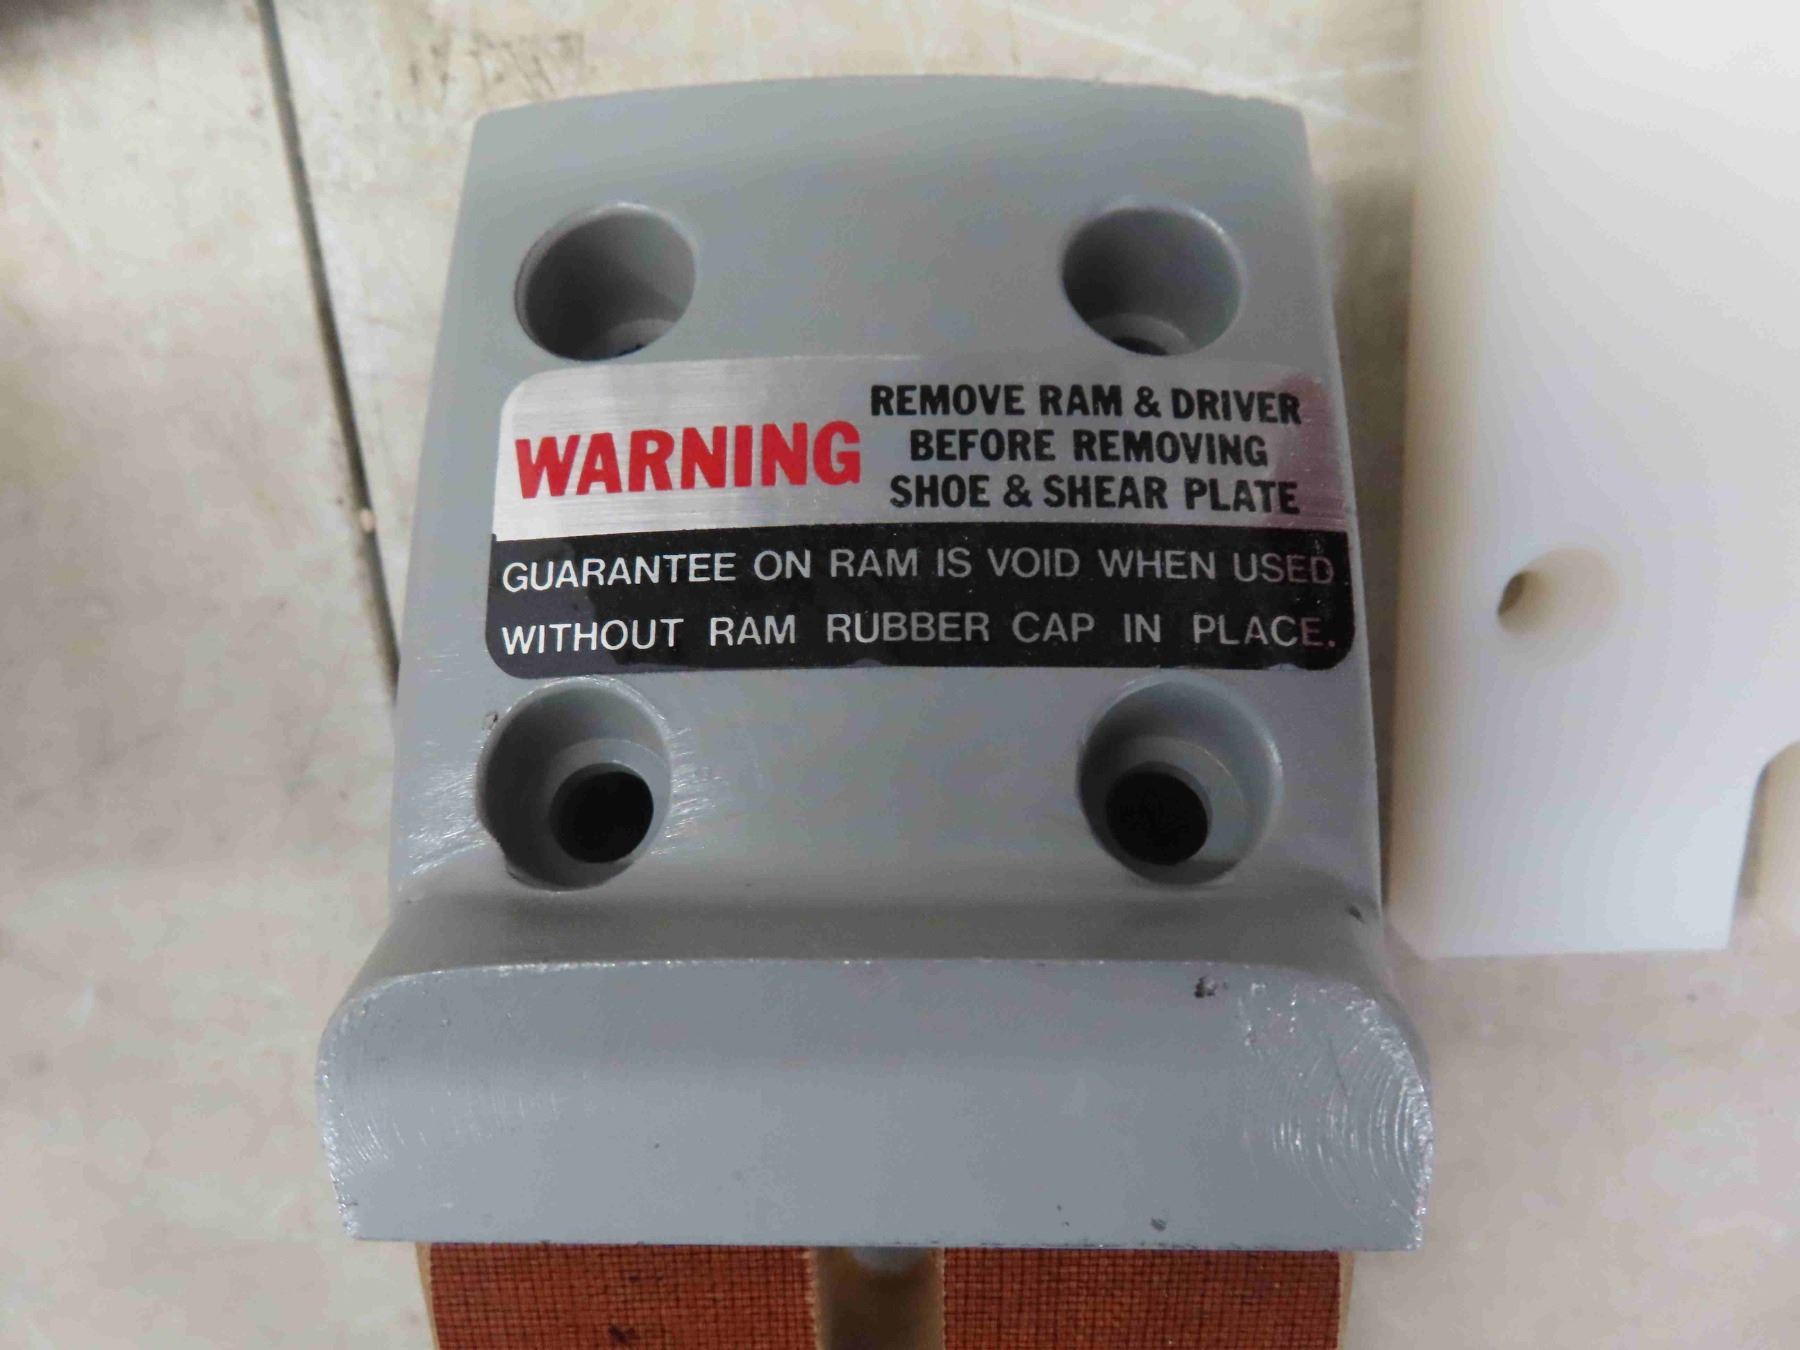 WARNING
REMOVE RAM & DRIVER
BEFORE REMOVING
SHOE & SHEAR PLATE
GUARANTEE ON RAM IS VOID WHEN USED
WITHOUT RAM RUBBER CAP IN PLACE.